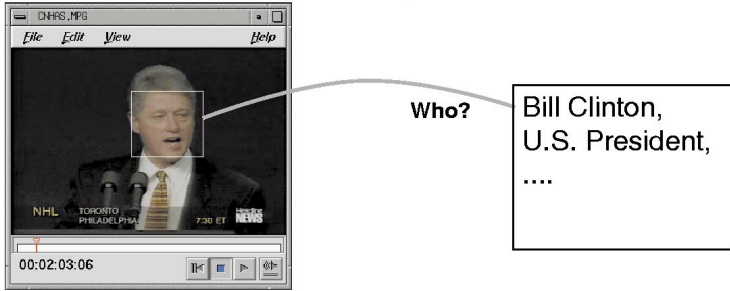 CNHAS.MPG
File Edit View Help
NHL
TORONTO
PHILADELPHIA
7:30 ET
Headline
NEWS
00:02:03:06
Who?
Bill Clinton,
U.S. President,
....